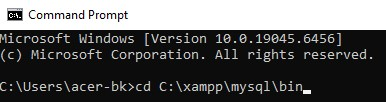 Command Prompt
Microsoft Windows [Version 10.0.19045.6456]
(c) Microsoft Corporation. All rights reserved.
C:\Users\acer-bk>cd C:\xampp\mysql\bin